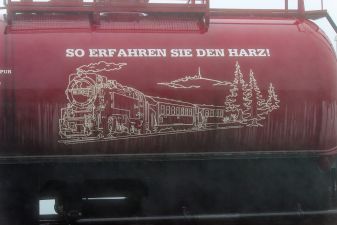 SO ERFAHREN SIE DEN HARZ!